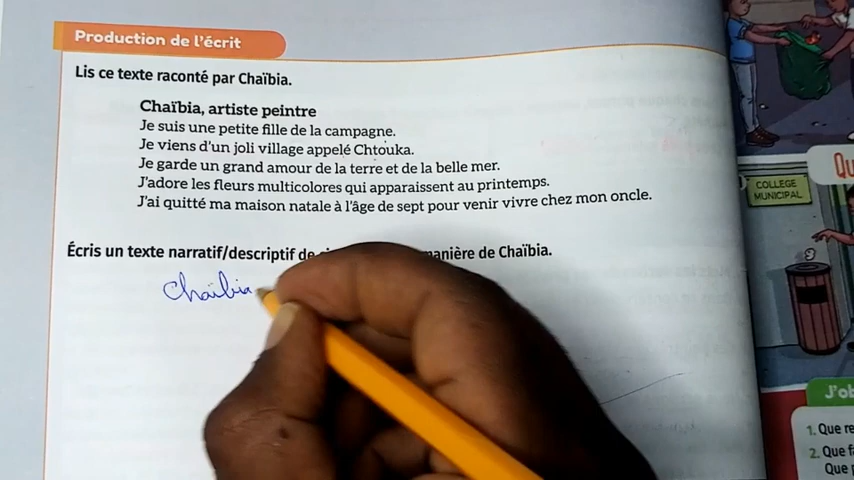 Production de l'écrit
Lis ce texte raconté par Chaïbia.
Chaïbia, artiste peintre
Je suis une petite fille de la campagne.
Je viens d'un joli village appelé Chtouka.
Je garde un grand amour de la terre et de la belle mer.
J'adore les fleurs multicolores qui apparaissent au printemps.
J'ai quitté ma maison natale à l'âge de sept pour venir vivre chez mon oncle.
Écris un texte narratif/descriptif de manière de Chaïbia.
Chaïbia
COLLEGE
MUNICIPAL
Qu
J'ob
1. Que re
2. Que f
Que p